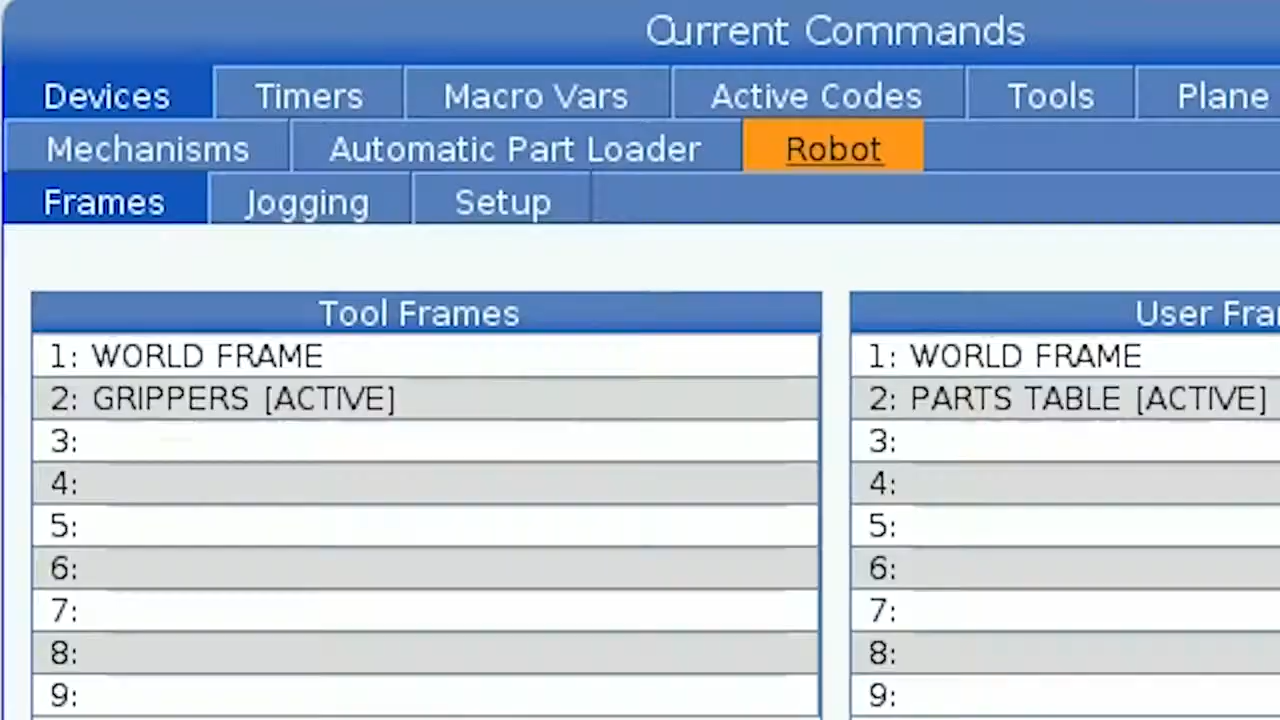 Current Commands
Devices Timers Macro Vars Active Codes Tools Plane
Mechanisms Automatic Part Loader Robot
Frames Jogging Setup
Tool Frames User Fra
1: WORLD FRAME 1: WORLD FRAME
2: GRIPPERS [ACTIVE] 2: PARTS TABLE [ACTIVE]
3: 3:
4: 4:
5: 5:
6: 6:
7: 7:
8: 8:
9: 9: